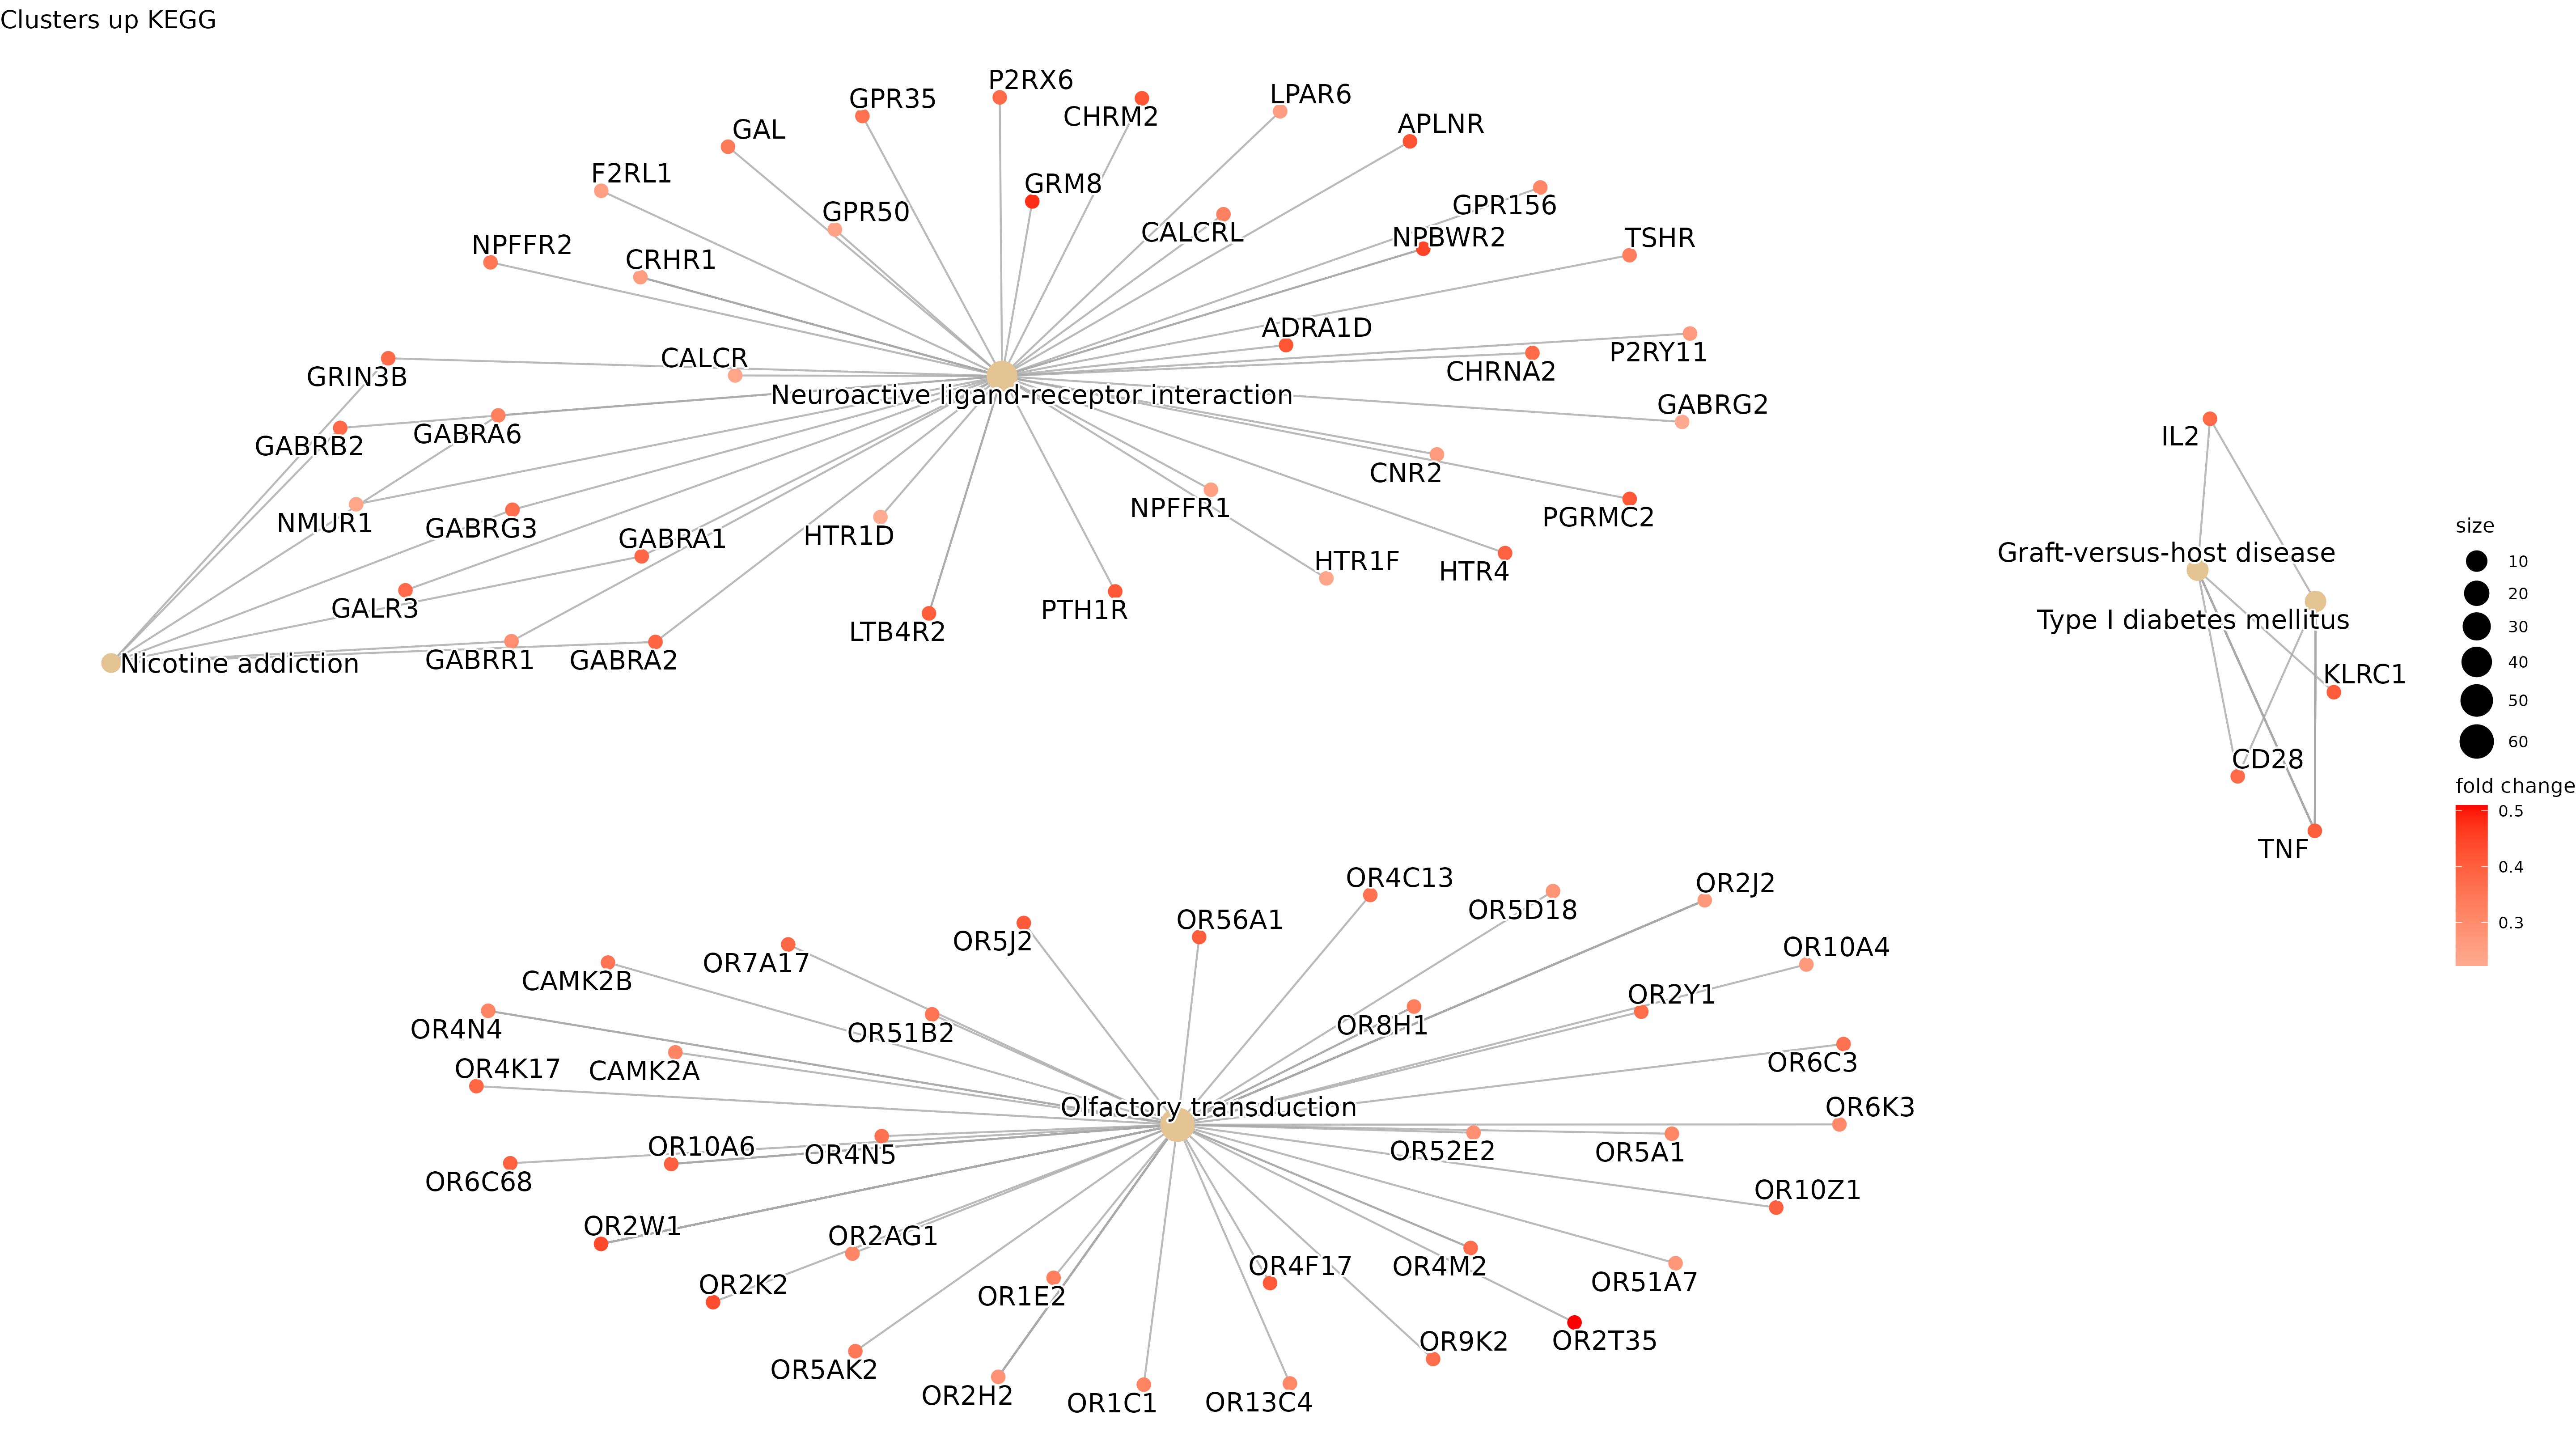 Clusters up KEGG
P2RX6
GPR35
LPAR6
CHRM2
APLNR
GAL
F2RL1
GRM8
GPR50
GPR156
CALCRL
NPBWR2
TSHR
NPFFR2
CRHR1
ADRA1D
P2RY11
CALCR
CHRNA2
GRIN3B
Neuroactive ligand-receptor interaction
GABRG2
GABRA6
GABRB2
IL2
CNR2
NPFFR1
PGRMC2
NMUR1
GABRG3
GABRA1
HTR1D
HTR1F
HTR4
Graft-versus-host disease
GALR3
PTH1R
LTB4R2
Type I diabetes mellitus
Nicotine addiction
GABRR1
GABRA2
KLRC1
CD28
TNF
size
10
20
30
40
50
60
fold change
0.5
0.4
0.3
OR4C13
OR2J2
OR5D18
OR56A1
OR5J2
OR10A4
OR7A17
CAMK2B
OR2Y1
OR8H1
OR4N4
OR51B2
OR6C3
OR4K17
CAMK2A
Olfactory transduction
OR6K3
OR10A6
OR4N5
OR52E2
OR5A1
OR6C68
OR10Z1
OR2W1
OR2AG1
OR4F17
OR4M2
OR51A7
OR2K2
OR1E2
OR9K2
OR2T35
OR5AK2
OR2H2
OR1C1
OR13C4